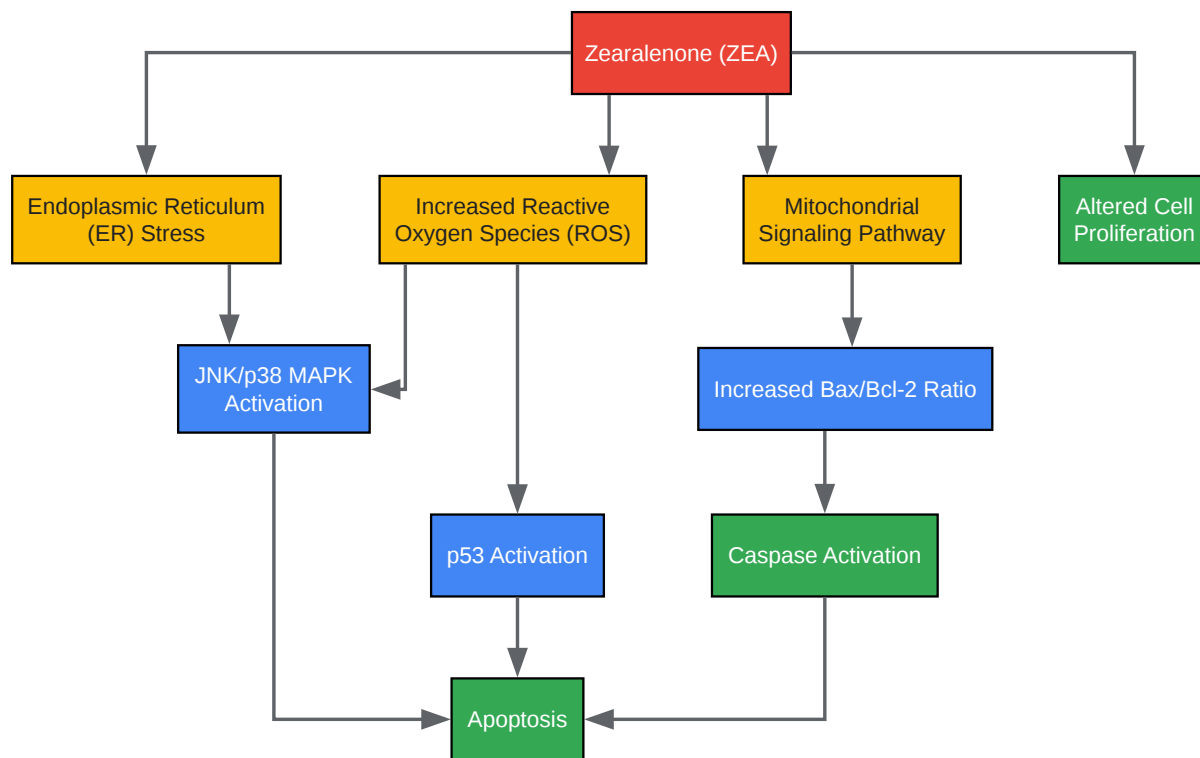 Zearalenone (ZEA)
Endoplasmic Reticulum
(ER) Stress
Increased Reactive
Oxygen Species (ROS)
Mitochondrial
Signaling Pathway
Altered Cell
Proliferation
JNK/p38 MAPK
Activation
Increased Bax/Bcl-2 Ratio
p53 Activation
Caspase Activation
Apoptosis